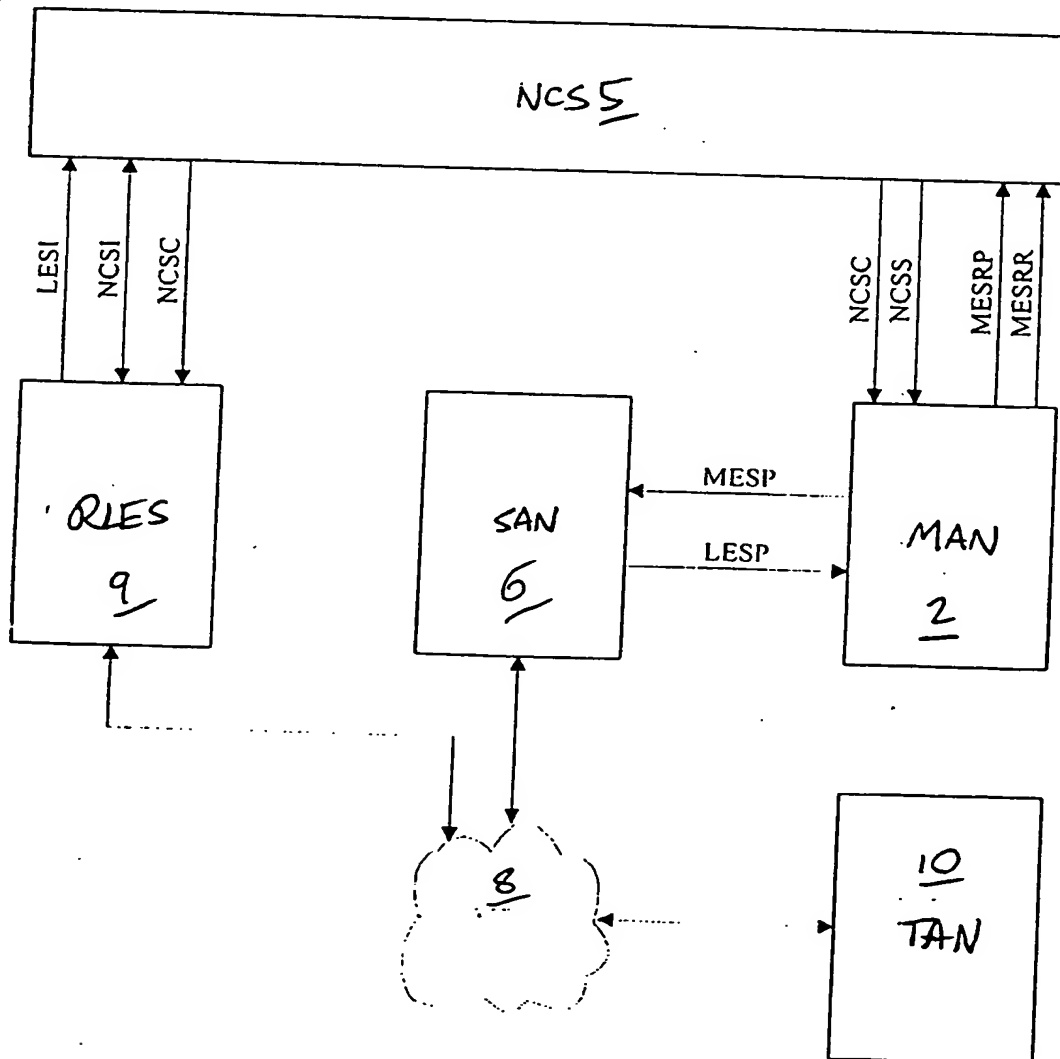 NCS 5
LESI
NCSI
NCSC
NCSC
NCSS
MESRP
MESRR
RLES
9
SAN
6
MESP
LESP
MAN
2
8
10
TAN